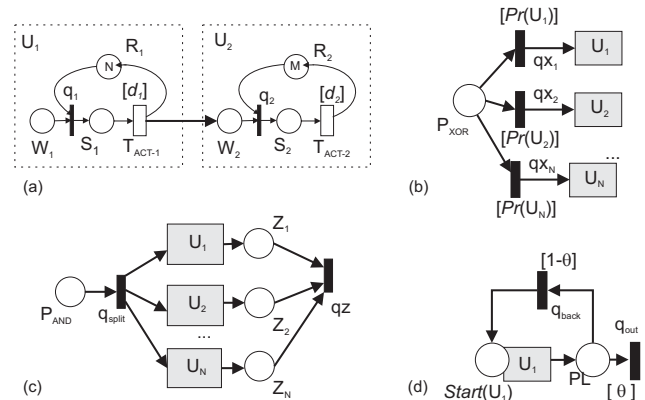 U1
R1
N
q1
[d1]
W1
S1
TACT-1
U2
R2
M
q2
[d2]
W2
S2
TACT-2
(a)
[Pr(U1)]
qx1
U1
PXOR
qx2
U2
[Pr(U2)]
qxN
...
UN
[Pr(UN)]
(b)
PAND
qsplit
U1
Z1
U2
Z2
...
UN
ZN
qz
(c)
[1-θ]
qback
qout
U1
PL
Start(U1)
[θ]
(d)